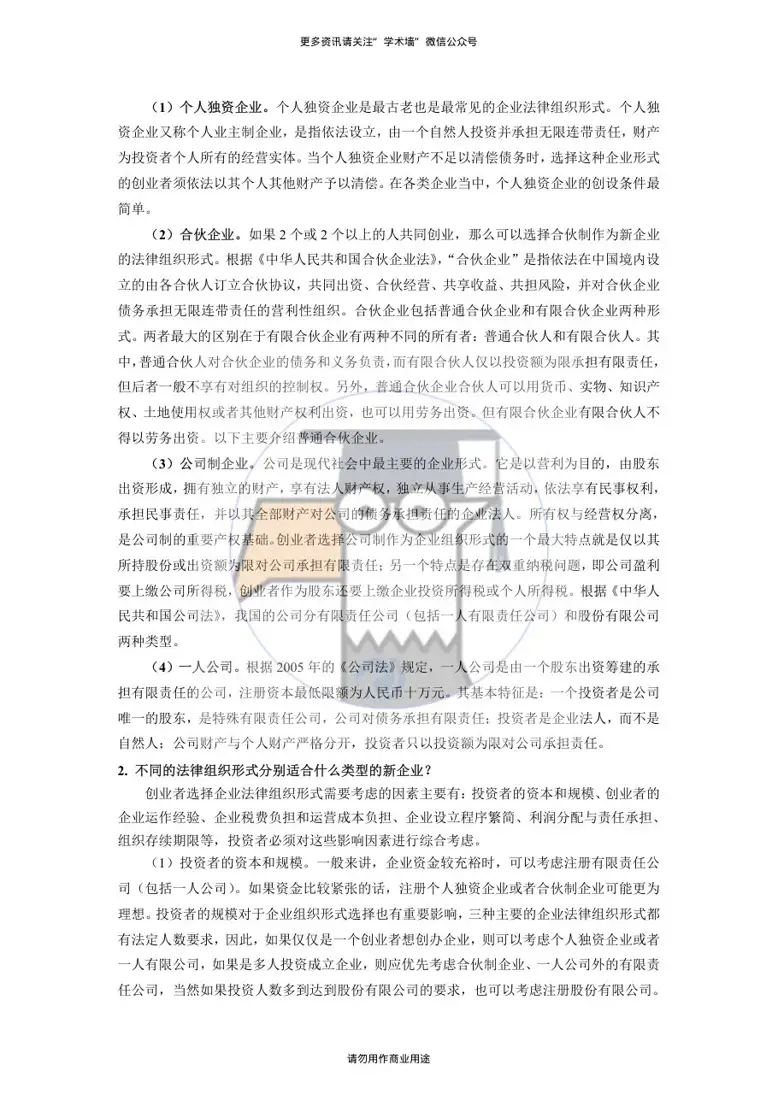 更多资讯请关注“学术墙”微信公众号
（1）个人独资企业。个人独资企业是最古老也是最常见的企业法律组织形式。个人独
资企业又称个人业主制企业，是指依法设立，由一个自然人投资并承担无限连带责任，财产
为投资者个人所有的经营实体。当个人独资企业财产不足以清偿债务时，选择这种企业形式
的创业者须依法以其个人其他财产予以清偿。在各类企业当中，个人独资企业的创设条件最
简单。
（2）合伙企业。如果 2 个或 2 个以上的人共同创业，那么可以选择合伙制作为新企业
的法律组织形式。根据《中华人民共和国合伙企业法》，“合伙企业”是指依法在中国境内设
立的由各合伙人订立合伙协议，共同出资、合伙经营、共享收益、共担风险，并对合伙企业
债务承担无限连带责任的营利性组织。合伙企业包括普通合伙企业和有限合伙企业两种形
式。两者最大的区别在于有限合伙企业有两种不同的所有者：普通合伙人和有限合伙人。其
中，普通合伙人对合伙企业的债务和义务负责，而有限合伙人仅以投资额为限承担有限责任，
但后者一般不享有对组织的控制权。另外，普通合伙企业合伙人可以用货币、实物、知识产
权、土地使用权或者其他财产权利出资，也可以用劳务出资。但有限合伙企业有限合伙人不
得以劳务出资。以下主要介绍普通合伙企业。
（3）公司制企业。公司是现代社会中最主要的企业形式。它是以营利为目的，由股东
出资形成，拥有独立的财产，享有法人财产权，独立从事生产经营活动，依法享有民事权利，
承担民事责任，并以其全部财产对公司的债务承担责任的企业法人。所有权与经营权分离，
是公司制的重要产权基础。创业者选择公司制作为企业组织形式的一个最大特点就是仅以其
所持股份或出资额为限对公司承担有限责任；另一个特点是存在双重纳税问题，即公司盈利
要上缴公司所得税，创业者作为股东还要上缴企业投资所得税或个人所得税。根据《中华人
民共和国公司法》，我国的公司分有限责任公司（包括一人有限责任公司）和股份有限公司
两种类型。
（4）一人公司。根据 2005 年的《公司法》规定，一人公司是由一个股东出资筹建的承
担有限责任的公司，注册资本最低限额为人民币十万元。其基本特征是：一个投资者是公司
唯一的股东，是特殊有限责任公司，公司对债务承担有限责任；投资者是企业法人，而不是
自然人；公司财产与个人财产严格分开，投资者只以投资额为限对公司承担责任。
2. 不同的法律组织形式分别适合什么类型的新企业？
创业者选择企业法律组织形式需要考虑的因素主要有：投资者的资本和规模、创业者的
企业运作经验、企业税费负担和运营成本负担、企业设立程序繁简、利润分配与责任承担、
组织存续期限等，投资者必须对这些影响因素进行综合考虑。
（1）投资者的资本和规模。一般来讲，企业资金较充裕时，可以考虑注册有限责任公
司（包括一人公司）。如果资金比较紧张的话，注册个人独资企业或者合伙制企业可能更为
理想。投资者的规模对于企业组织形式选择也有重要影响，三种主要的企业法律组织形式都
有法定人数要求，因此，如果仅仅是一个创业者想创办企业，则可以考虑个人独资企业或者
一人有限公司，如果是多人投资成立企业，则应优先考虑合伙制企业、一人公司外的有限责
任公司，当然如果投资人数多到达到股份有限公司的要求，也可以考虑注册股份有限公司。
请勿用作商业用途